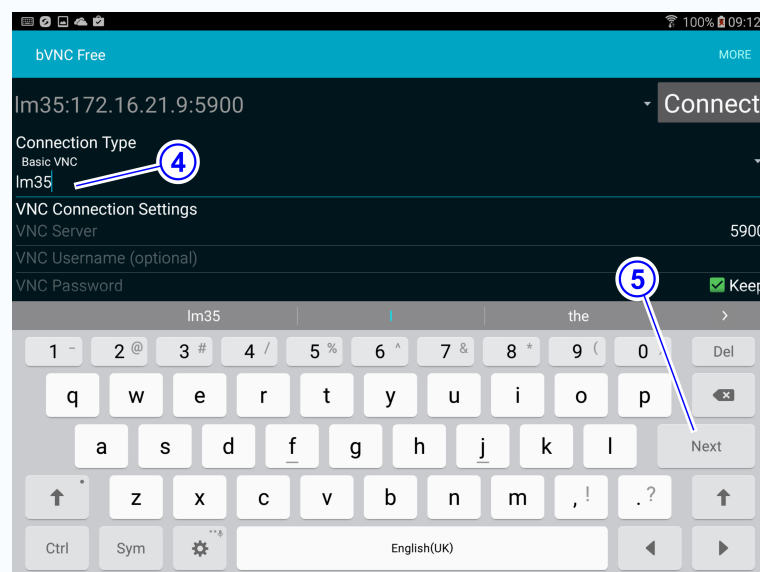 100% 09:12
bVNC Free MORE
lm35:172.16.21.9:5900 Connect
Connection Type
Basic VNC
4
lm35
VNC Connection Settings
VNC Server 5900
VNC Username (optional)
5
VNC Password Keep
lm35 I the >
1 - 2 @ 3 # 4 / 5 % 6 ^ 7 & 8 * 9 ( 0 Del
q w e r t y u i o p
a s d f g h j k l Next
z x c v b n m , ! . ?
Ctrl Sym English(UK)